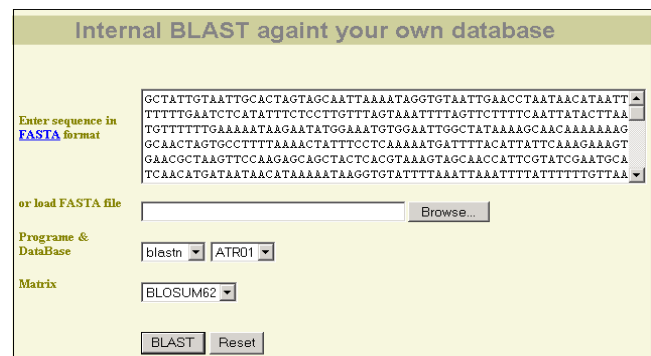 Internal BLAST againt your own database
Enter sequence in
FASTA format
GCTATTGTAATTGCACTAGTAGCAATTAAAATAGGTGTAATTGAACCTAATAACATAATT
TTTTTGAATCTCATATTTCTCCTTGTTTAGTAAATTTTAGTTCTTTTCAATTATACTTAA
TGTTTTTTGAAAAATAAGAATATGGAAATGTGGAATTGGCTATAAAAGCAACAAAAAAAG
GCAACTAGTGCCTTTTAAAACTATTTCCTCAAAAATGATTTTACATTATTCAAAGAAAGT
GAACGCTAAGTTCCAAGAGCAGCTACTCACGTAAAGTAGCAACCATTCGTATCGAATGCA
TCAACATGATAATAACATAAAAATAAGGTGTATTTTAAATTAAATTTTATTTTTTGTTAA
or load FASTA file
Browse...
Programe &
DataBase
blastn ATR01
Matrix
BLOSUM62
BLAST Reset